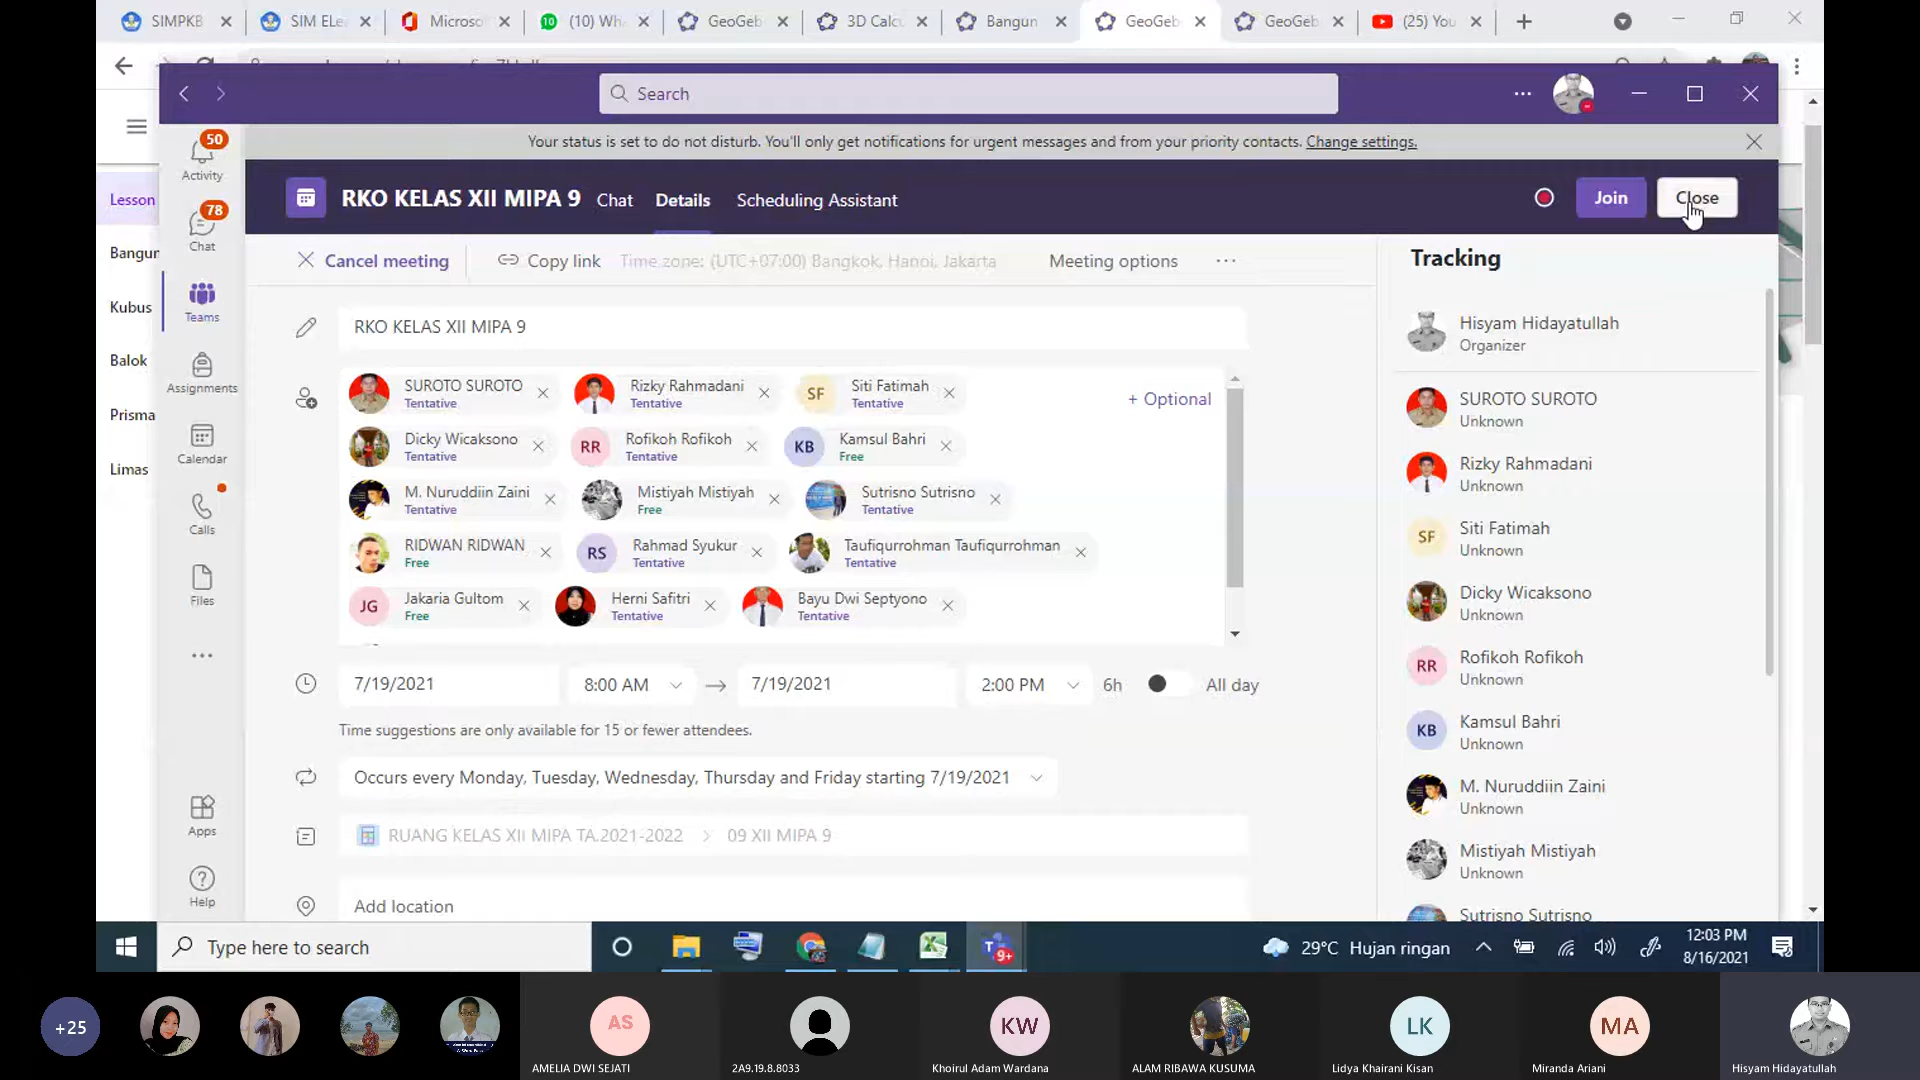 SIMPKB
SIM ELe
Microso
(10) Wh
GeoGeb
3D Calc
Bangun
GeoGeb
GeoGeb
(25) You
Search
Your status is set to do not disturb. You'll only get notifications for urgent messages and from your priority contacts. Change settings.
RKO KELAS XII MIPA 9
Chat
Details
Scheduling Assistant
Join
Close
Cancel meeting
Copy link
Time zone: (UTC+07:00) Bangkok, Hanoi, Jakarta
Meeting options
Lesson
Bangun
Kubus
Balok
Prisma
Limas
50
Activity
78
Chat
Teams
Assignments
Calendar
Calls
Files
Apps
Help
RKO KELAS XII MIPA 9
SUROTO SUROTO
Tentative
Rizky Rahmadani
Tentative
SF
Siti Fatimah
Tentative
+ Optional
Dicky Wicaksono
Tentative
RR
Rofikoh Rofikoh
Tentative
KB
Kamsul Bahri
Free
M. Nuruddiin Zaini
Tentative
Mistiyah Mistiyah
Free
Sutrisno Sutrisno
Tentative
RIDWAN RIDWAN
Free
RS
Rahmad Syukur
Tentative
Taufiqurrohman Taufiqurrohman
Tentative
JG
Jakaria Gultom
Free
Herni Safitri
Tentative
Bayu Dwi Septyono
Tentative
7/19/2021
8:00 AM
7/19/2021
2:00 PM
6h
All day
Time suggestions are only available for 15 or fewer attendees.
Occurs every Monday, Tuesday, Wednesday, Thursday and Friday starting 7/19/2021
RUANG KELAS XII MIPA TA.2021-2022 > 09 XII MIPA 9
Add location
Tracking
Hisyam Hidayatullah
Organizer
SUROTO SUROTO
Unknown
Rizky Rahmadani
Unknown
SF
Siti Fatimah
Unknown
Dicky Wicaksono
Unknown
RR
Rofikoh Rofikoh
Unknown
KB
Kamsul Bahri
Unknown
M. Nuruddiin Zaini
Unknown
Mistiyah Mistiyah
Unknown
Sutrisno Sutrisno
Type here to search
9+
29°C Hujan ringan
12:03 PM
8/16/2021
+25
AS
AMELIA DWI SEJATI
2A9.19.8.8033
KW
Khoirul Adam Wardana
ALAM RIBAWA KUSUMA
LK
Lidya Khairani Kisan
MA
Miranda Ariani
Hisyam Hidayatullah